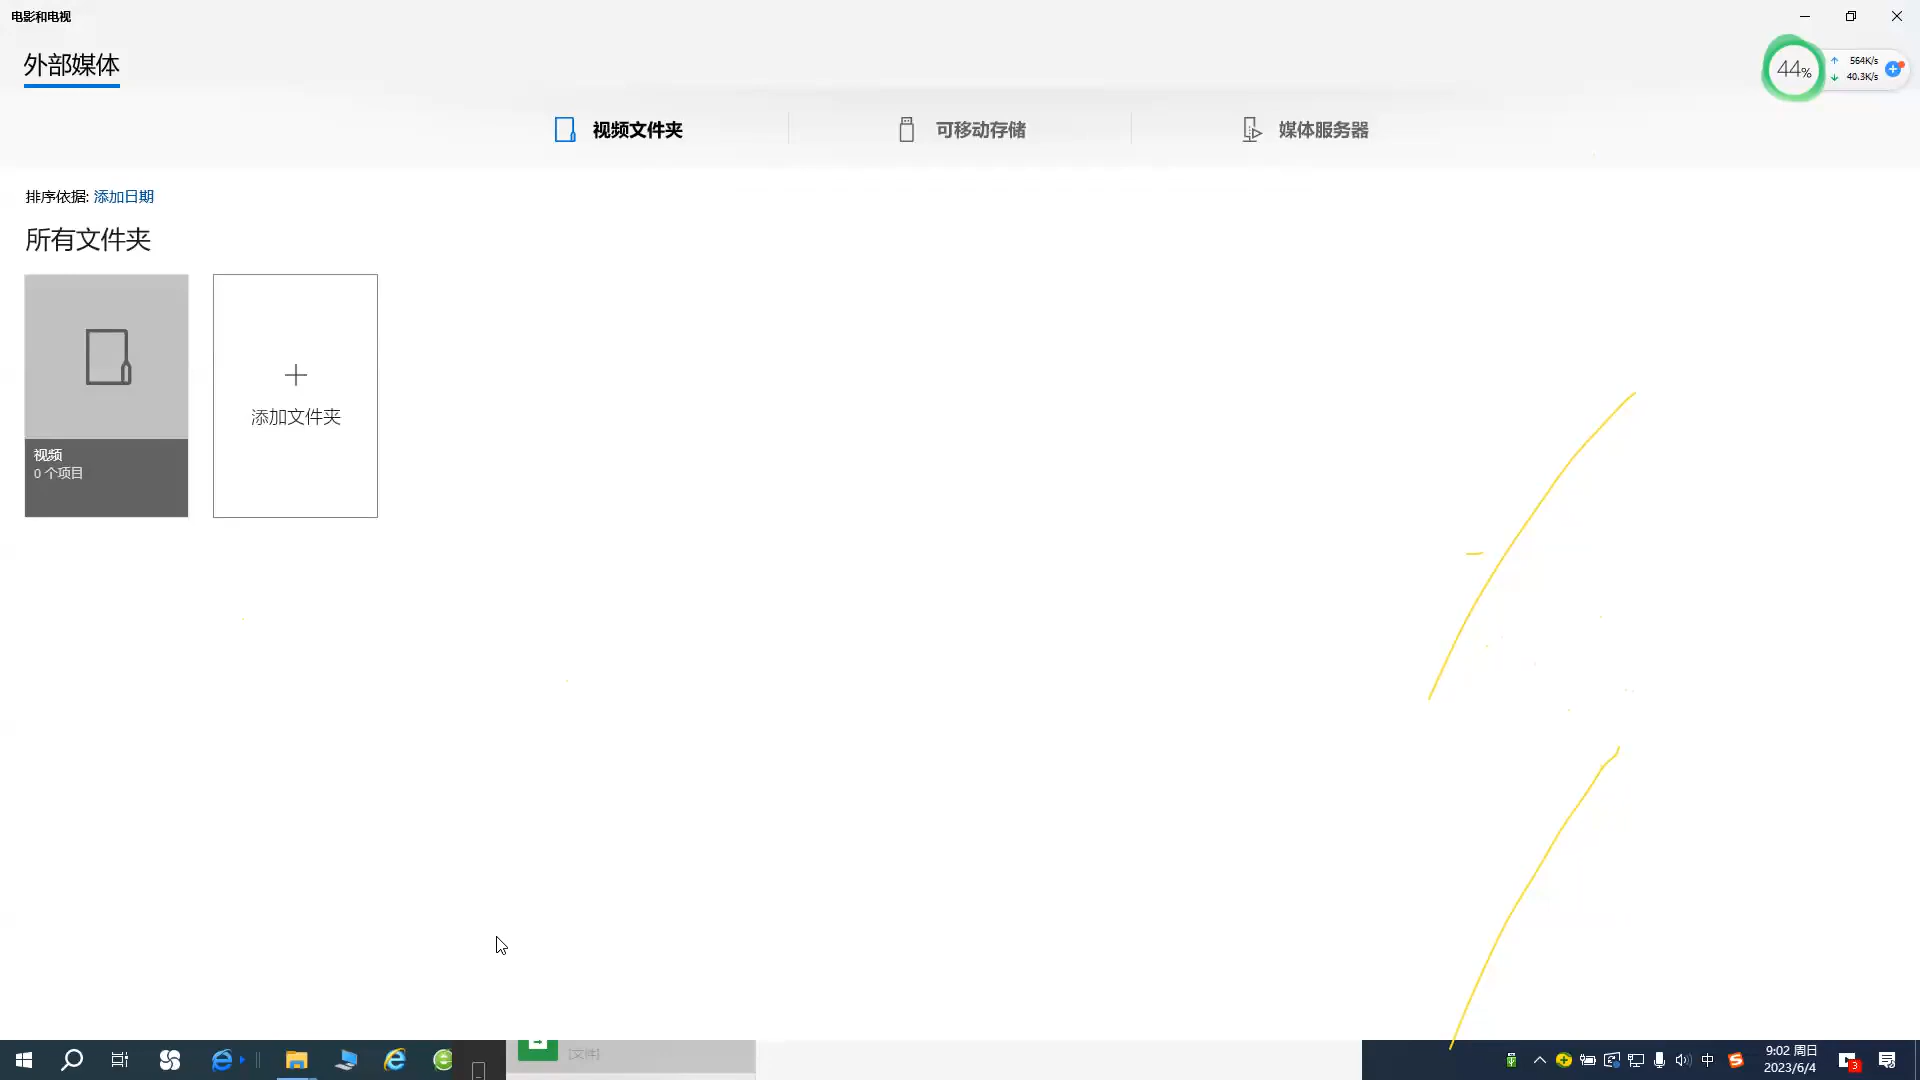 电影和电视
外部媒体
44%
564K/s
40.3K/s
视频文件夹
可移动存储
媒体服务器
排序依据: 添加日期
所有文件夹
视频
0 个项目
添加文件夹
[文件]
中
9:02 周日
2023/6/4
3